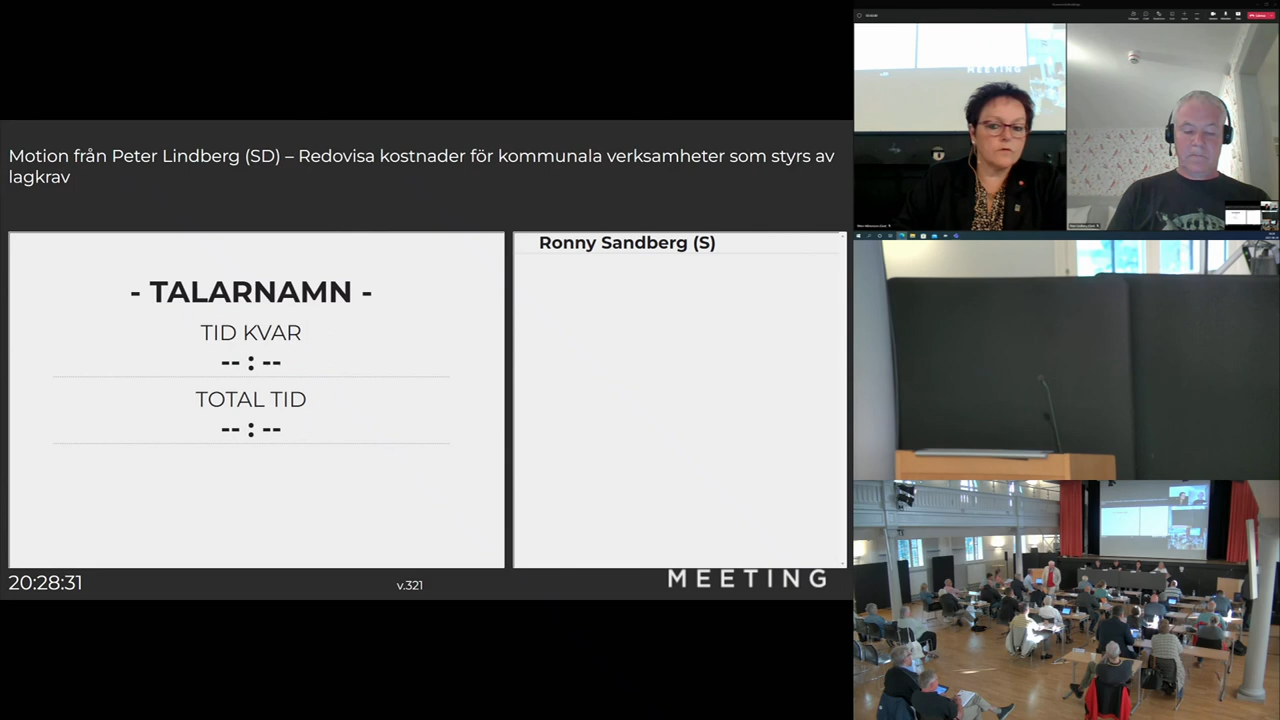 Motion från Peter Lindberg (SD) – Redovisa kostnader för kommunala verksamheter som styrs av
lagkrav
- TALARNAMN -
TID KVAR
-- : --
TOTAL TID
-- : --
Ronny Sandberg (S)
20:28:31
v.321
MEETING
MEETING